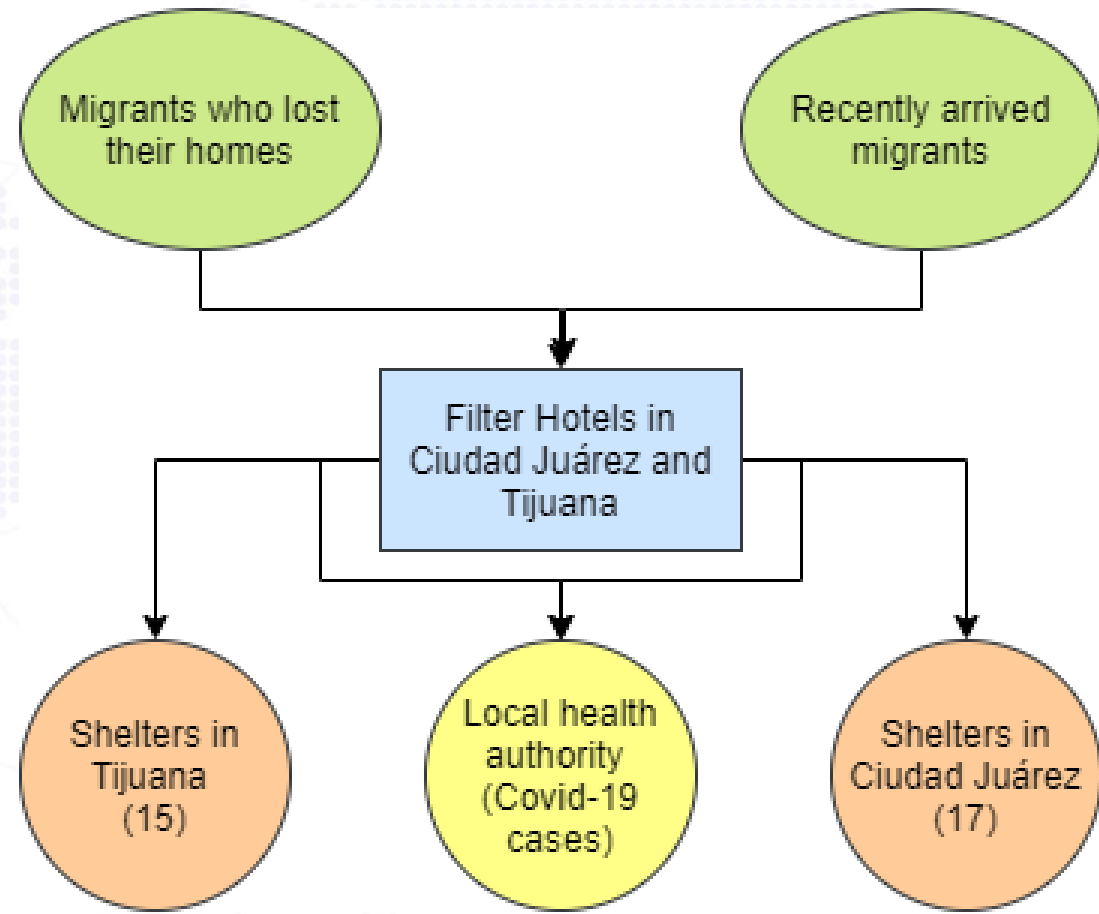 Migrants who lost
their homes
Recently arrived
migrants
Filter Hotels in
Ciudad Juárez and
Tijuana
Shelters in
Tijuana
(15)
Local health
authority
(Covid-19
cases)
Shelters in
Ciudad Juárez
(17)